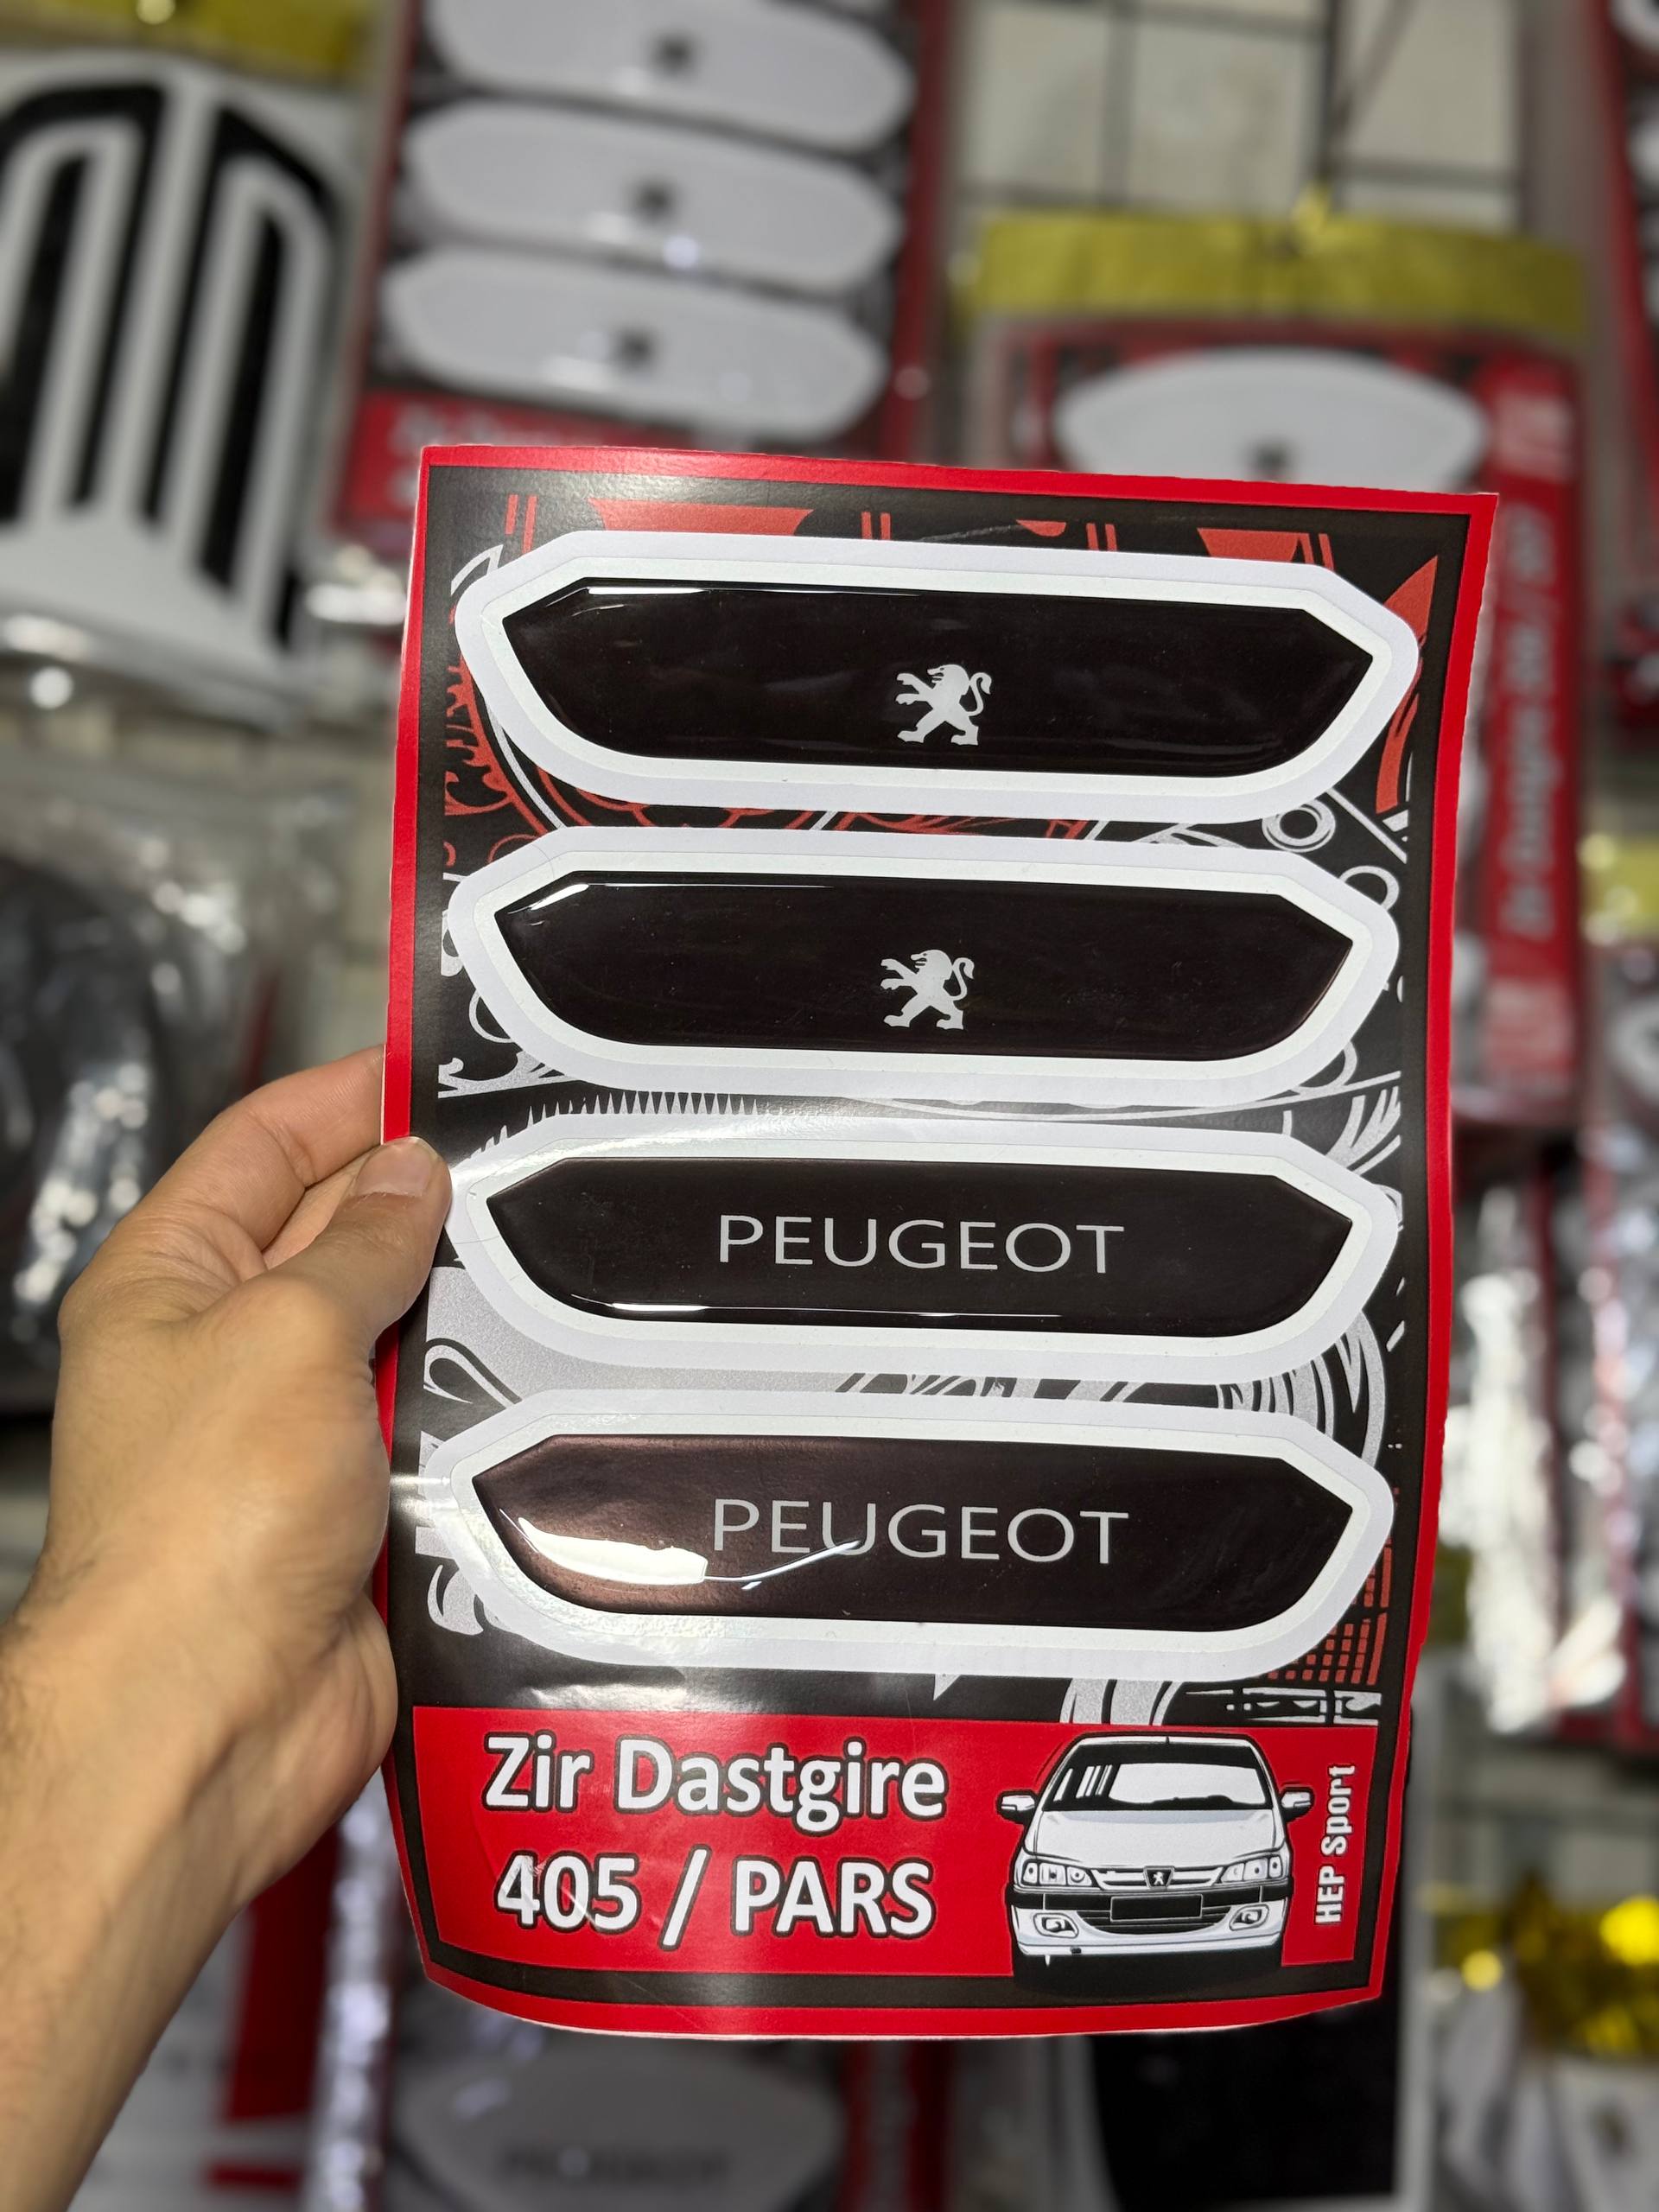 PEUGEOT
PEUGEOT
Zir Dastgire
405 / PARS
HEP Sport